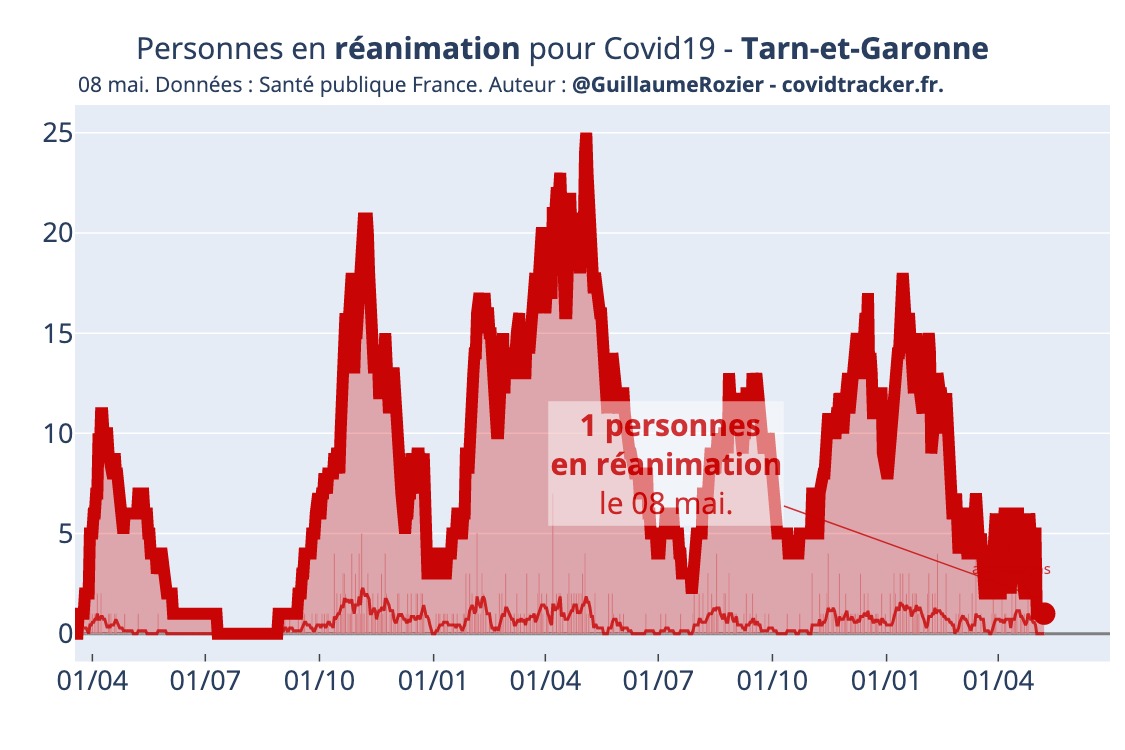 Personnes en réanimation pour Covid19 - Tarn-et-Garonne
08 mai. Données : Santé publique France. Auteur : @GuillaumeRozier - covidtracker.fr.
25
20
15
10
5
0
1 personnes
en réanimation
le 08 mai.
01/04 01/07 01/10 01/01 01/04 01/07 01/10 01/01 01/04